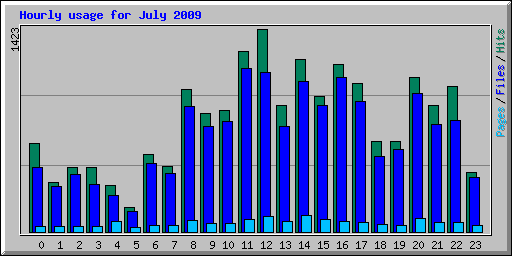 Hourly usage for July 2009
1423
Pages/Files/Hits
0 1 2 3 4 5 6 7 8 9 10 11 12 13 14 15 16 17 18 19 20 21 22 23